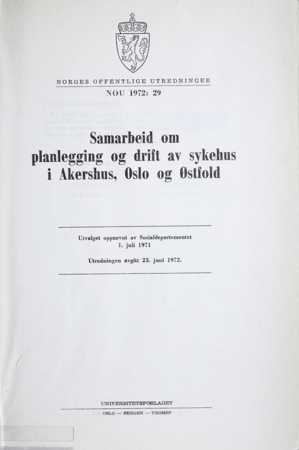 NORGES OFFENTLIGE UTREDNINGER
NOU 1972: 29
Samarbeid om
planlegging og drift av sykehus
i Akershus, Oslo og Østfold
Utvalget oppnevnt av Sosialdepartementet
1. juli 1971
Utredningen avgitt 23. juni 1972.
UNIVERSITETSFORLAGET
OSLO — BERGEN — TROMSØ